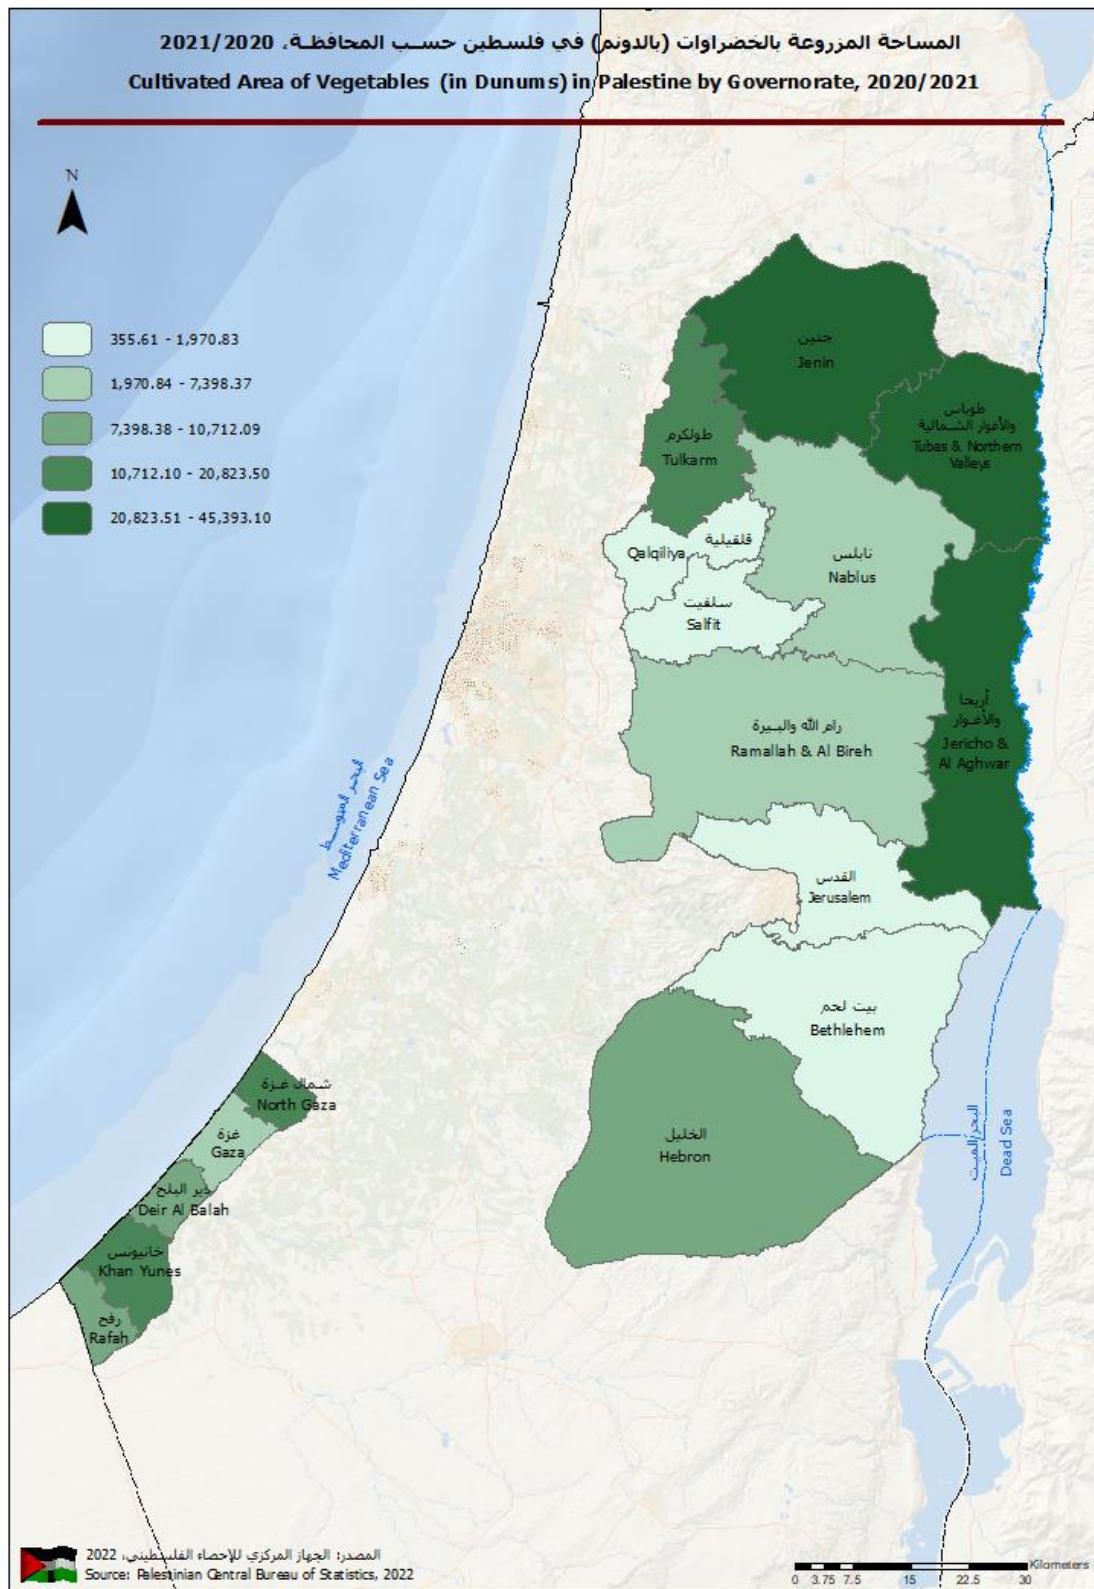 المساحة المزروعة بالخضراوات (بالدونم) في فلسطين حسب المحافظة، 2021/2020
Cultivated Area of Vegetables (in Dunums) in Palestine by Governorate, 2020/2021
N
355.61 - 1,970.83
1,970.84 - 7,398.37
7,398.38 - 10,712.09
10,712.10 - 20,823.50
20,823.51 - 45,393.10
جنين
Jenin
طوباس
والأغوار الشمالية
Tubas & Northern
Valleys
طولكرم
Tulkarm
قلقيلية
Qalqiliya
نابلس
Nablus
سلفيت
Salfit
أريحا
والأغوار
Jericho &
Al Aghwar
رام الله والبيرة
Ramallah & Al Bireh
البحر المتوسط
Mediterranean Sea
القدس
Jerusalem
بيت لحم
Bethlehem
الخليل
Hebron
البحر الميت
Dead Sea
شمال غزة
North Gaza
غزة
Gaza
دير البلح
Deir Al Balah
خانيونس
Khan Yunes
رفح
Rafah
المصدر: الجهاز المركزي للإحصاء الفلسطيني، 2022
Source: Palestinian Central Bureau of Statistics, 2022
Kilometers
0 3.75 7.5 15 22.5 30